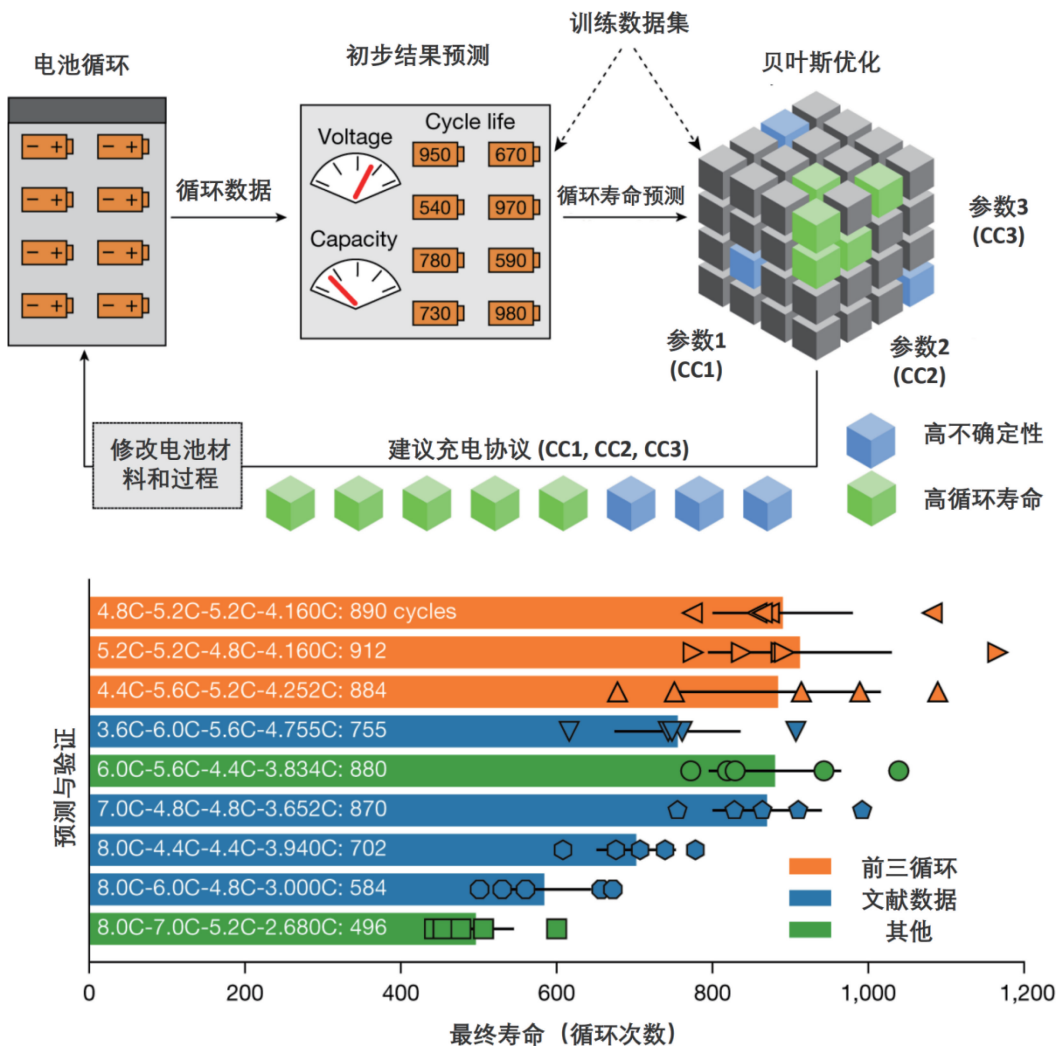 训练数据集
电池循环
初步结果预测
贝叶斯优化
Voltage
Cycle life
950
670
540
970
Capacity
780
590
730
980
- +
- +
- +
- +
- +
- +
- +
- +
循环数据
循环寿命预测
参数3
(CC3)
参数1
(CC1)
参数2
(CC2)
修改电池材
料和过程
建议充电协议 (CC1, CC2, CC3)
高不确定性
高循环寿命
预测与验证
4.8C-5.2C-5.2C-4.160C: 890 cycles
5.2C-5.2C-4.8C-4.160C: 912
4.4C-5.6C-5.2C-4.252C: 884
3.6C-6.0C-5.6C-4.755C: 755
6.0C-5.6C-4.4C-3.834C: 880
7.0C-4.8C-4.8C-3.652C: 870
8.0C-4.4C-4.4C-3.940C: 702
8.0C-6.0C-4.8C-3.000C: 584
8.0C-7.0C-5.2C-2.680C: 496
前三循环
文献数据
其他
0
200
400
600
800
1,000
1,200
最终寿命（循环次数）